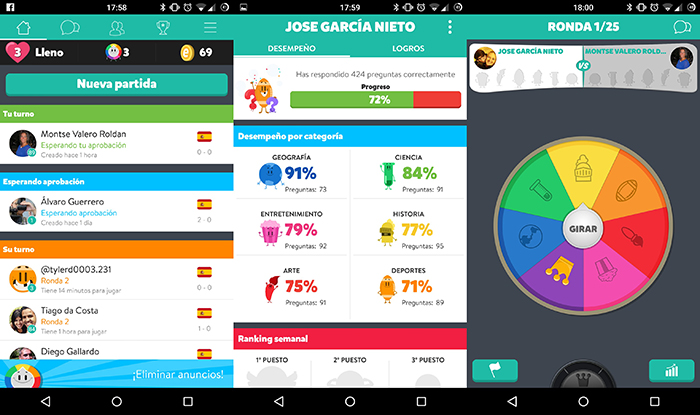 17:58
3
Lleno
3
69
Nueva partida
Tu turno
Montse Valero Roldan
Esperando tu aprobación
Creado hace 1 hora
0 - 0
Esperando aprobación
Álvaro Guerrero
Esperando aprobación
Creado hace 1 día
2 - 0
Su turno
@tylerd0003.231
Ronda 2
Tiene 14 minutos para jugar
0 - 0
Tiago da Costa
Ronda 2
Tiene 1 hora para jugar
1 - 0
Diego Gallardo
¡Eliminar anuncios!
17:59
JOSE GARCÍA NIETO
DESEMPEÑO
LOGROS
Has respondido 424 preguntas correctamente
Progreso
72%
Desempeño por categoría
GEOGRAFÍA
91%
Preguntas: 73
CIENCIA
84%
Preguntas: 91
ENTRETENIMIENTO
79%
Preguntas: 92
HISTORIA
77%
Preguntas: 95
ARTE
75%
Preguntas: 91
DEPORTES
71%
Preguntas: 89
Ranking semanal
1º PUESTO
2º PUESTO
3º PUESTO
18:00
RONDA 1/25
JOSE GARCÍA NIETO
VS
MONTSE VALERO ROLD...
GIRAR